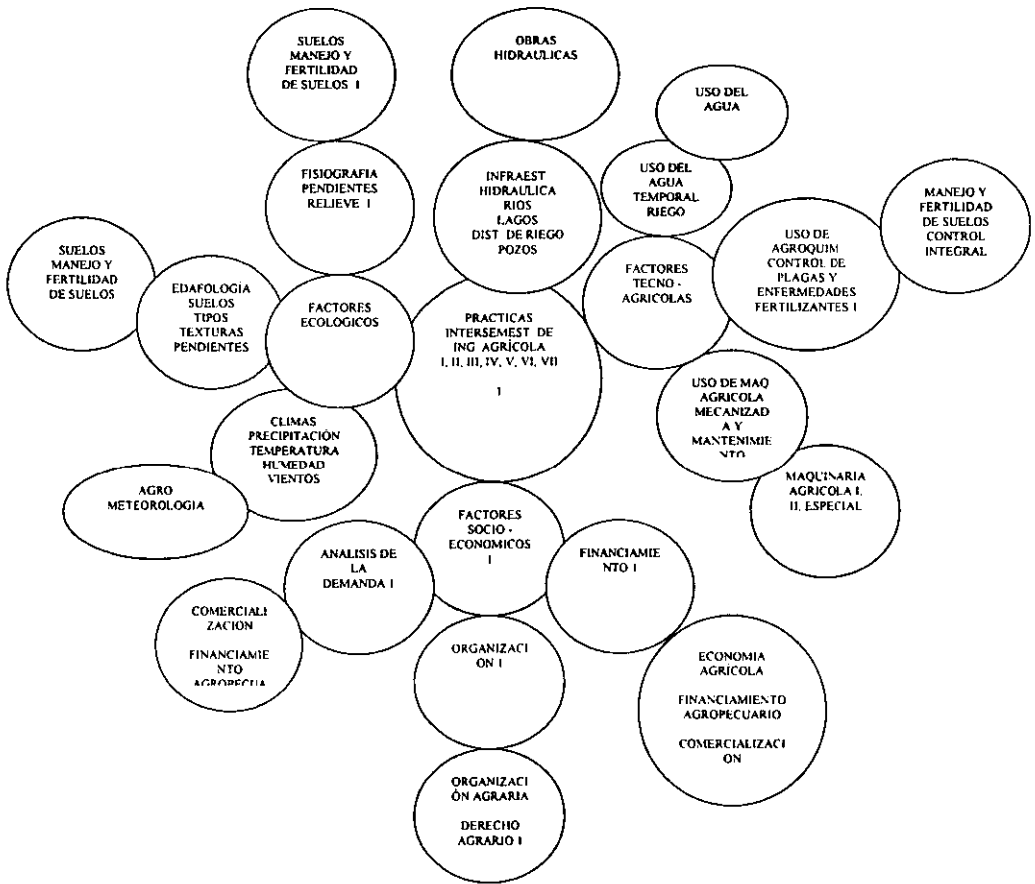 SUELOS
MANEJO Y
FERTILIDAD
DE SUELOS I
OBRAS
HIDRAULICAS
USO DEL
AGUA
FISIOGRAFIA
PENDIENTES
RELIEVE I
INFRAEST
HIDRAULICA
RIOS
LAGOS
DIST. DE RIEGO
POZOS
USO DEL
AGUA
TEMPORAL
RIEGO
MANEJO Y
FERTILIDAD
DE SUELOS
CONTROL
INTEGRAL
SUELOS
MANEJO Y
FERTILIDAD
DE SUELOS
EDAFOLOGÍA
SUELOS
TIPOS
TEXTURAS
PENDIENTES
FACTORES
ECOLOGICOS
PRACTICAS
INTERSEMEST DE
ING AGRÍCOLA
I, II, III, IV, V, VI, VII
I
FACTORES
TECNO -
AGRICOLAS
USO DE
AGROQUIM
CONTROL DE
PLAGAS Y
ENFERMEDADES
FERTILIZANTES I
USO DE MAQ
AGRICOLA
MECANIZAD
A Y
MANTENIMIE
NTO
MAQUINARIA
AGRICOLA I,
II, ESPECIAL
CLIMAS
PRECIPITACIÓN
TEMPERATURA
HUMEDAD
VIENTOS
AGRO
METEOROLOGIA
FACTORES
SOCIO -
ECONOMICOS
I
ANALISIS DE
LA
DEMANDA I
FINANCIAMIE
NTO I
COMERCIALI
ZACION
FINANCIAMIE
NTO
AGROPECUA
ORGANIZACI
ON I
ECONOMIA
AGRÍCOLA
FINANCIAMIENTO
AGROPECUARIO
COMERCIALIZACI
ON
ORGANIZACI
ÓN AGRARIA
DERECHO
AGRARIO I